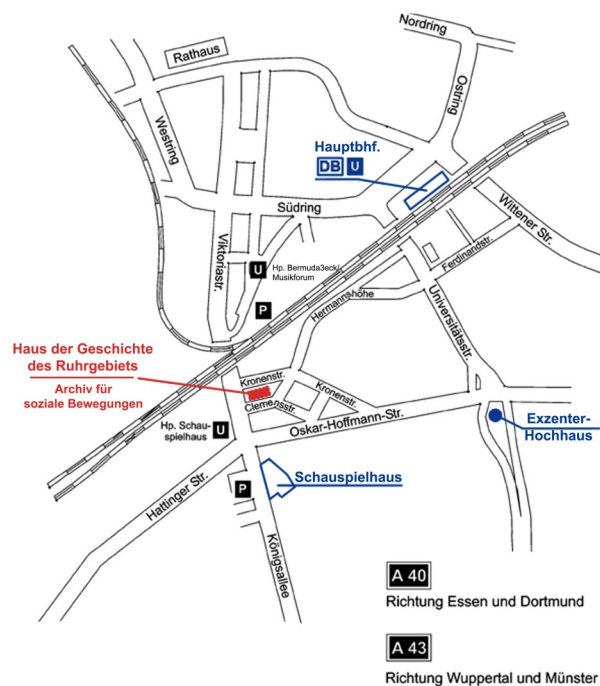 Nordring
Rathaus
Ostring
Westring
Hauptbhf.
DB U
Südring
Wittener Str.
Viktoriastr.
U
Hp. Bermuda3eck/
Musikforum
Ferdinandstr.
P
Hermannshöhe
Universitätsstr.
Haus der Geschichte
des Ruhrgebiets
Archiv für
soziale Bewegungen
Kronenstr.
Kronenstr.
Clemensstr.
Hp. Schau-
spielhaus
U
Oskar-Hoffmann-Str.
Exzenter-
Hochhaus
Schauspielhaus
Hattinger Str.
P
Königsallee
A 40
Richtung Essen und Dortmund
A 43
Richtung Wuppertal und Münster